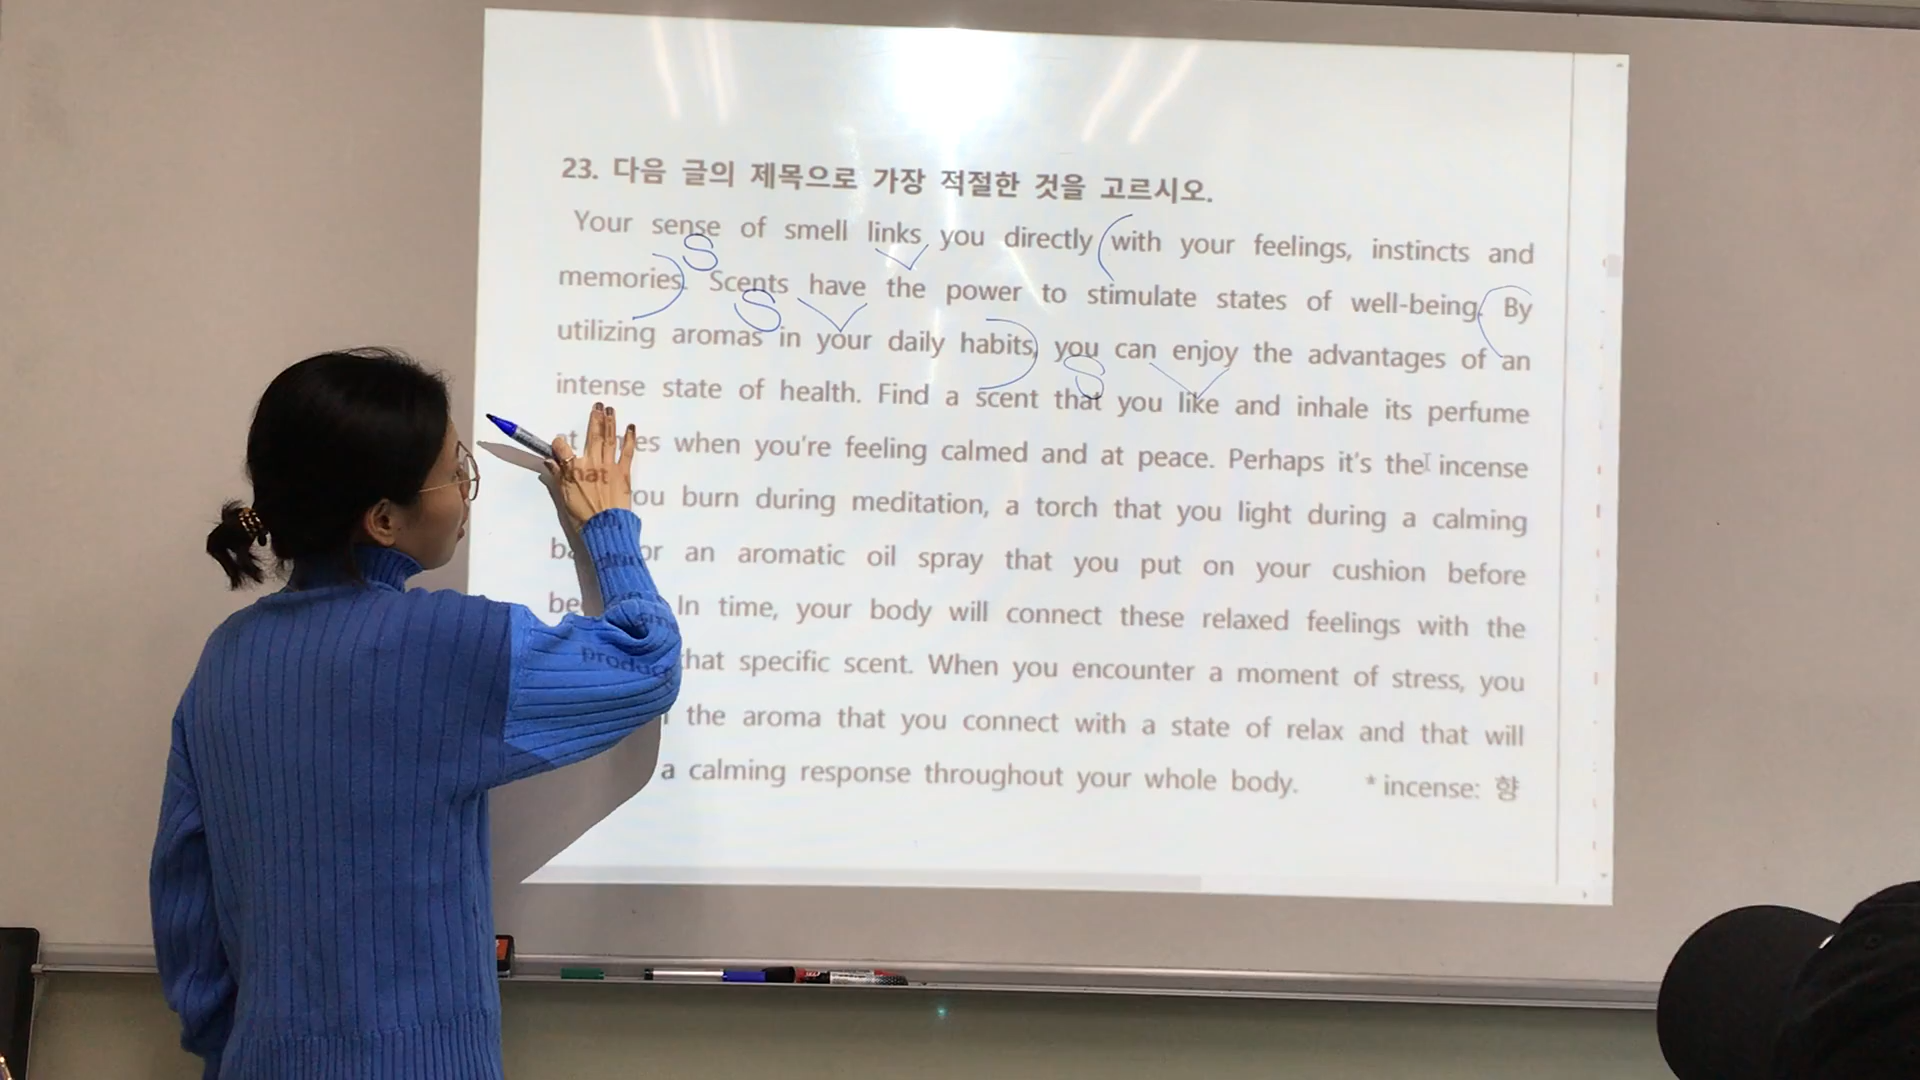 23. 다음 글의 제목으로 가장 적절한 것을 고르시오.
Your sense of smell links you directly (with your feelings, instincts and
S
memories). Scents have the power to stimulate states of well-being. (By
S
utilizing aromas in your daily habits), you can enjoy the advantages of an
S
intense state of health. Find a scent that you like and inhale its perfume
when you're feeling calmed and at peace. Perhaps it's the incense
that you burn during meditation, a torch that you light during a calming
or an aromatic oil spray that you put on your cushion before
In time, your body will connect these relaxed feelings with the
that specific scent. When you encounter a moment of stress, you
the aroma that you connect with a state of relax and that will
produce a calming response throughout your whole body. * incense: 향